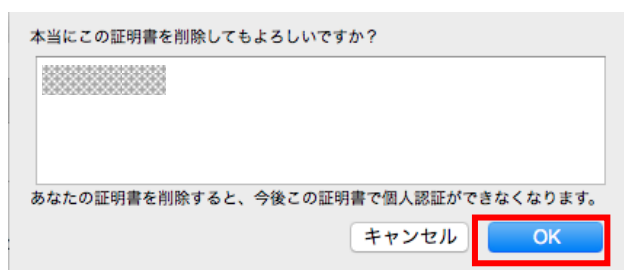 本当にこの証明書を削除してもよろしいですか？
あなたの証明書を削除すると、今後この証明書で個人認証ができなくなります。
キャンセル
OK